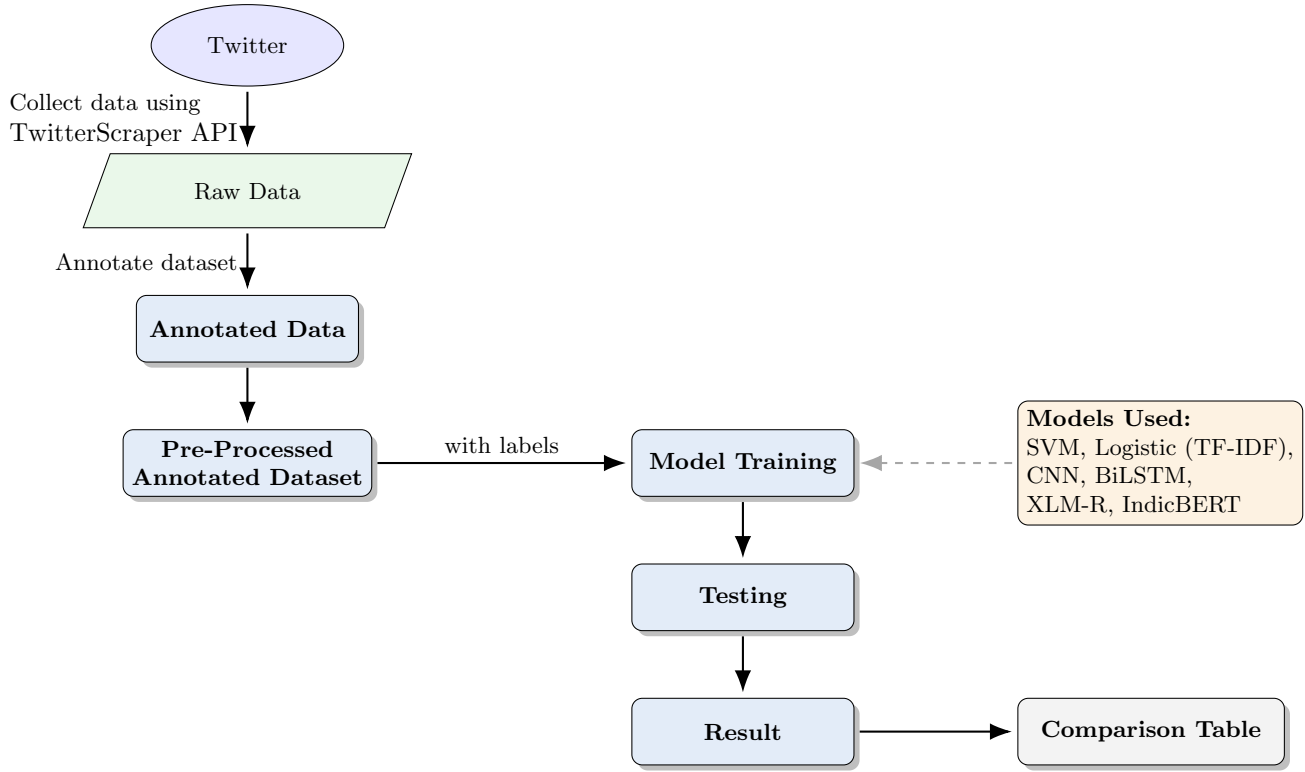 Twitter
Collect data using
TwitterScraper API
Raw Data
Annotate dataset
Annotated Data
Pre-Processed
Annotated Dataset
with labels
Model Training
Models Used:
SVM, Logistic (TF-IDF),
CNN, BiLSTM,
XLM-R, IndicBERT
Testing
Result
Comparison Table